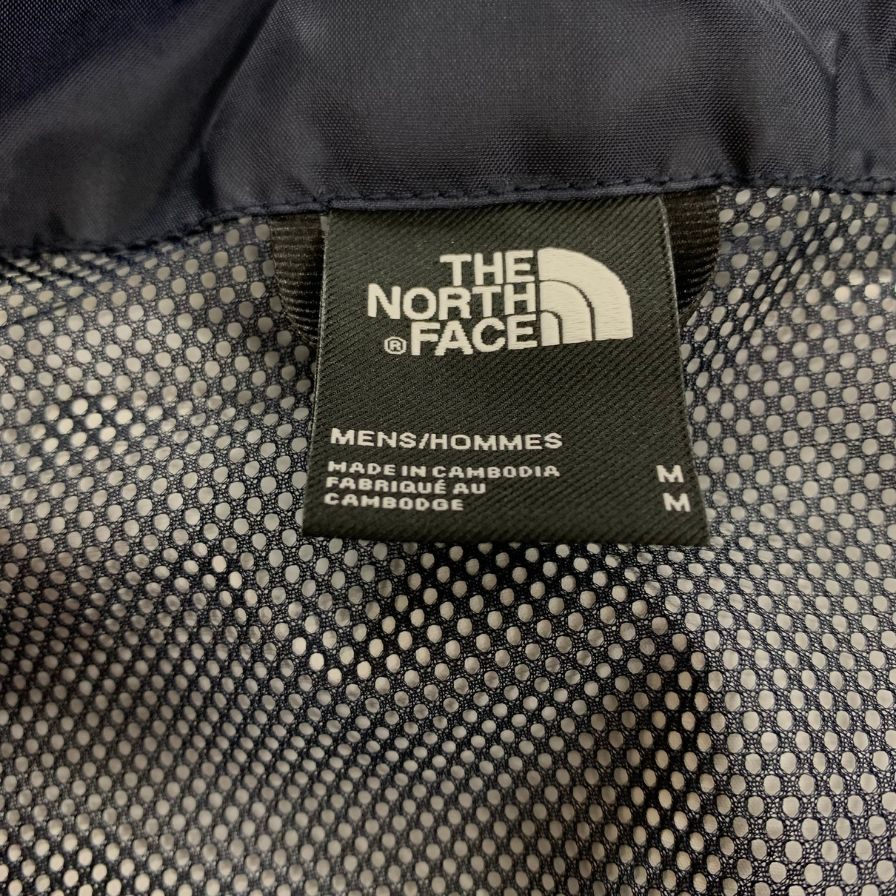 THE
NORTH
® FACE
MENS/HOMMES
MADE IN CAMBODIA M
FABRIQUÉ AU
CAMBODGE M